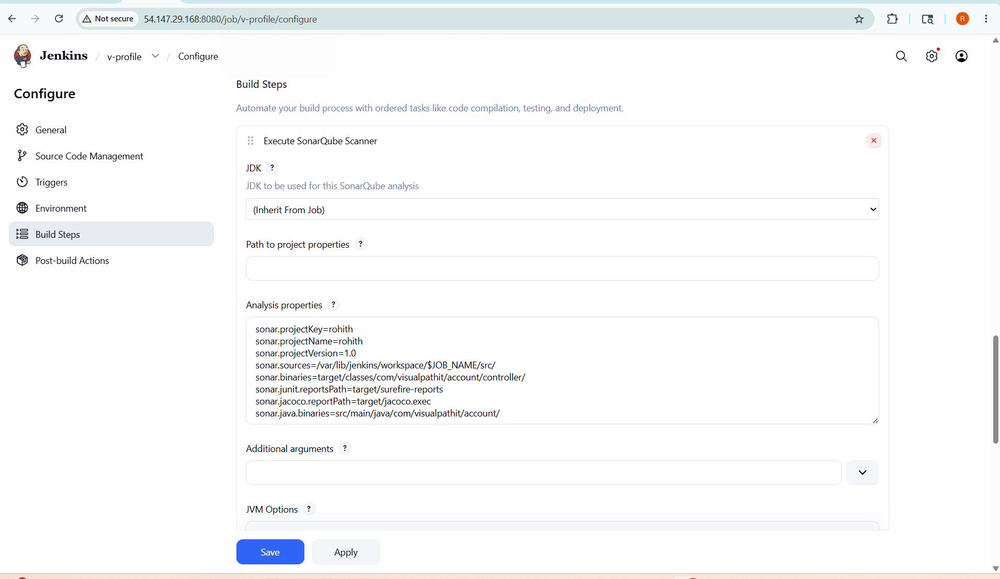 Not secure 54.147.29.168:8080/job/v-profile/configure R
Jenkins / v-profile / Configure
Configure
General
Source Code Management
Triggers
Environment
Build Steps
Post-build Actions
Build Steps
Automate your build process with ordered tasks like code compilation, testing, and deployment.
Execute SonarQube Scanner
JDK ?
JDK to be used for this SonarQube analysis
(Inherit From Job)
Path to project properties ?
Analysis properties ?
sonar.projectKey=rohith
sonar.projectName=rohith
sonar.projectVersion=1.0
sonar.sources=/var/lib/jenkins/workspace/$JOB_NAME/src/
sonar.binaries=target/classes/com/visualpathit/account/controller/
sonar.junit.reportsPath=target/surefire-reports
sonar.jacoco.reportPath=target/jacoco.exec
sonar.java.binaries=src/main/java/com/visualpathit/account/
Additional arguments ?
JVM Options ?
Save Apply